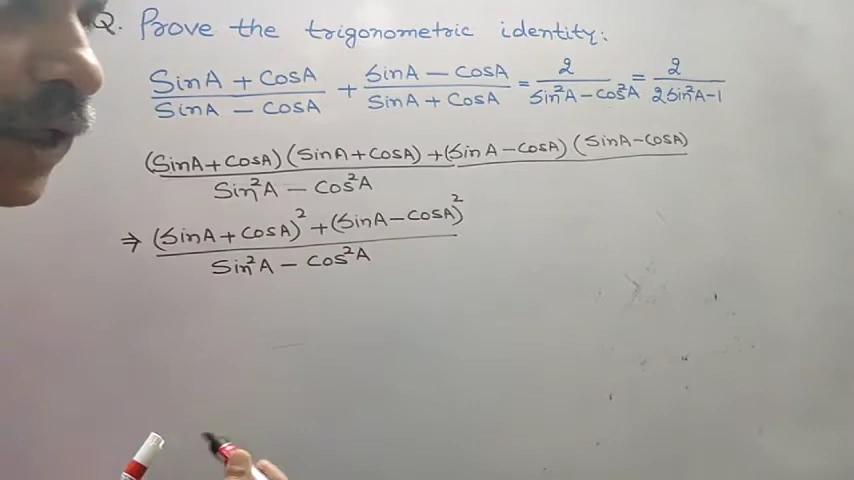 Q. Prove the trigonometric identity:
SinA + CosA / SinA – CosA + SinA – CosA / SinA + CosA = 2 / Sin²A – Cos²A = 2 / 2Sin²A–1
(SinA + CosA) (SinA + CosA) + (SinA – CosA) (SinA–CosA) / Sin²A – Cos²A
⇒ (SinA + CosA)² + (SinA – CosA)² / Sin²A – Cos²A